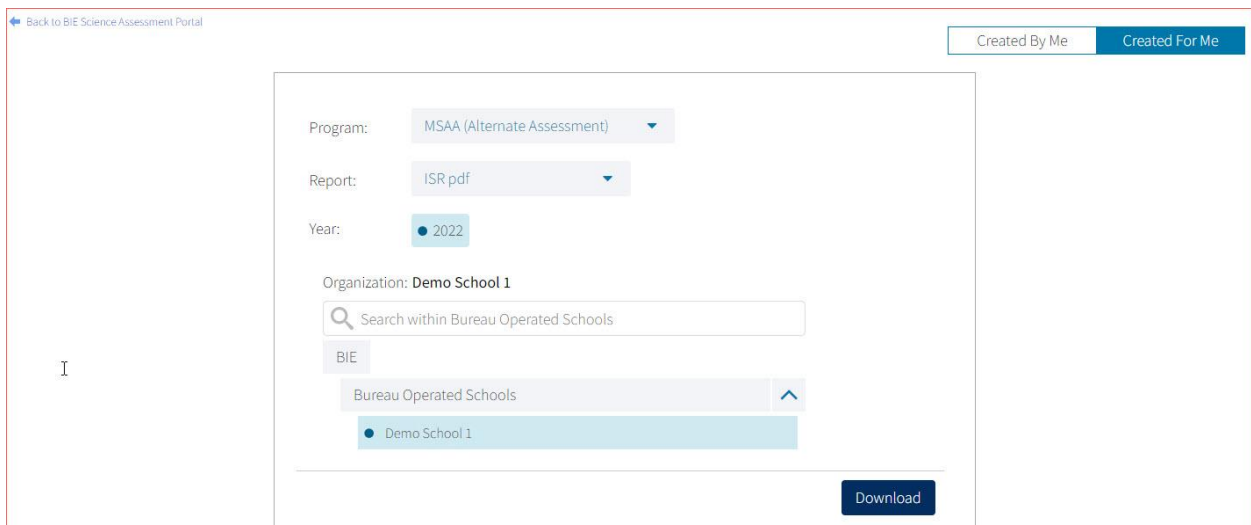 Back to BIE Science Assessment Portal
Created By Me Created For Me
Program: MSAA (Alternate Assessment)
Report: ISR pdf
Year: 2022
Organization: Demo School 1
Search within Bureau Operated Schools
BIE
Bureau Operated Schools
Demo School 1
Download